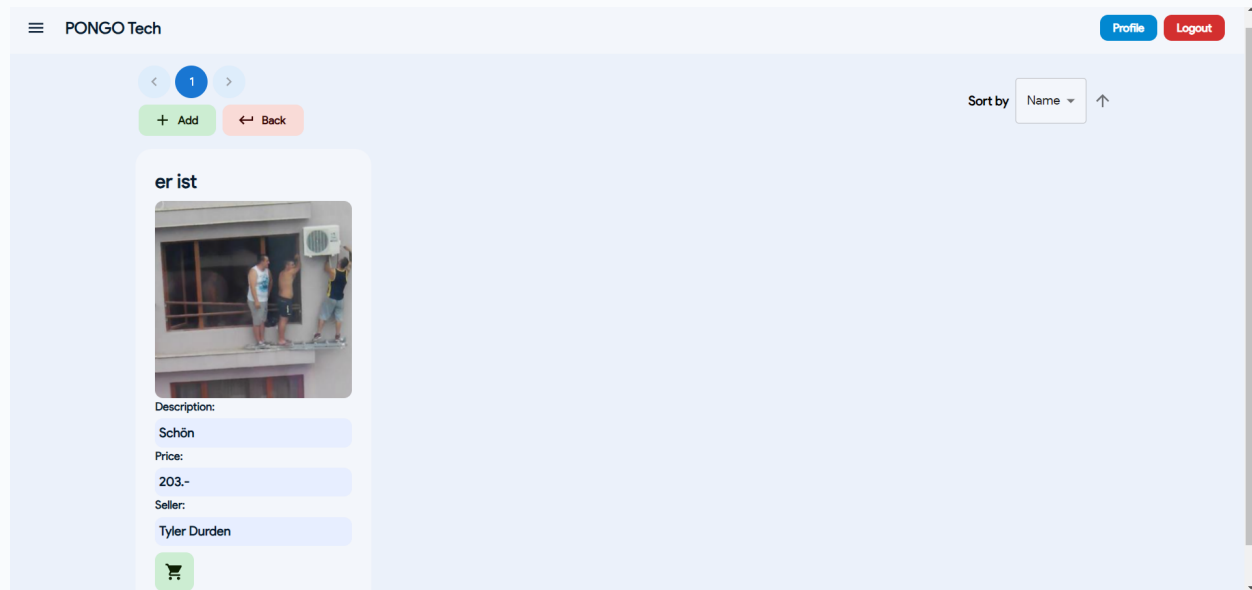 PONGO Tech
Profile
Logout
1
+ Add
Back
Sort by
Name
er ist
Description:
Schön
Price:
203.-
Seller:
Tyler Durden